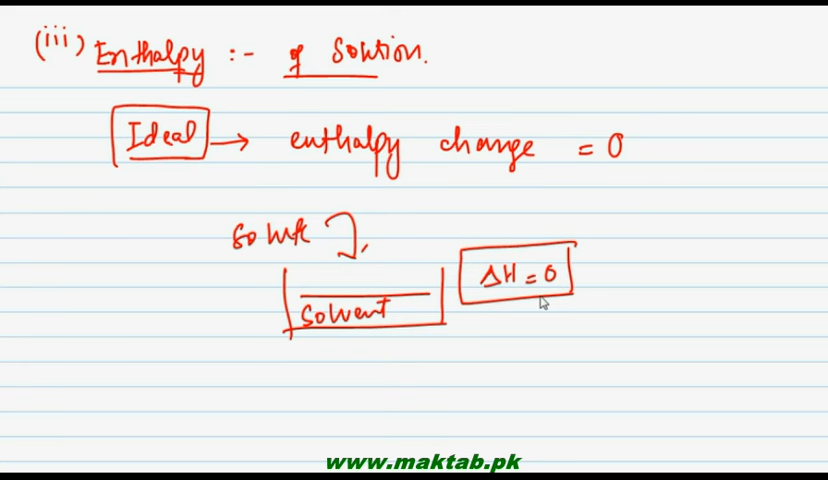 (iii) Enthalpy :- of Solution.
Ideal → enthalpy change = 0
Solute
ΔH = 0
Solvent
www.maktab.pk